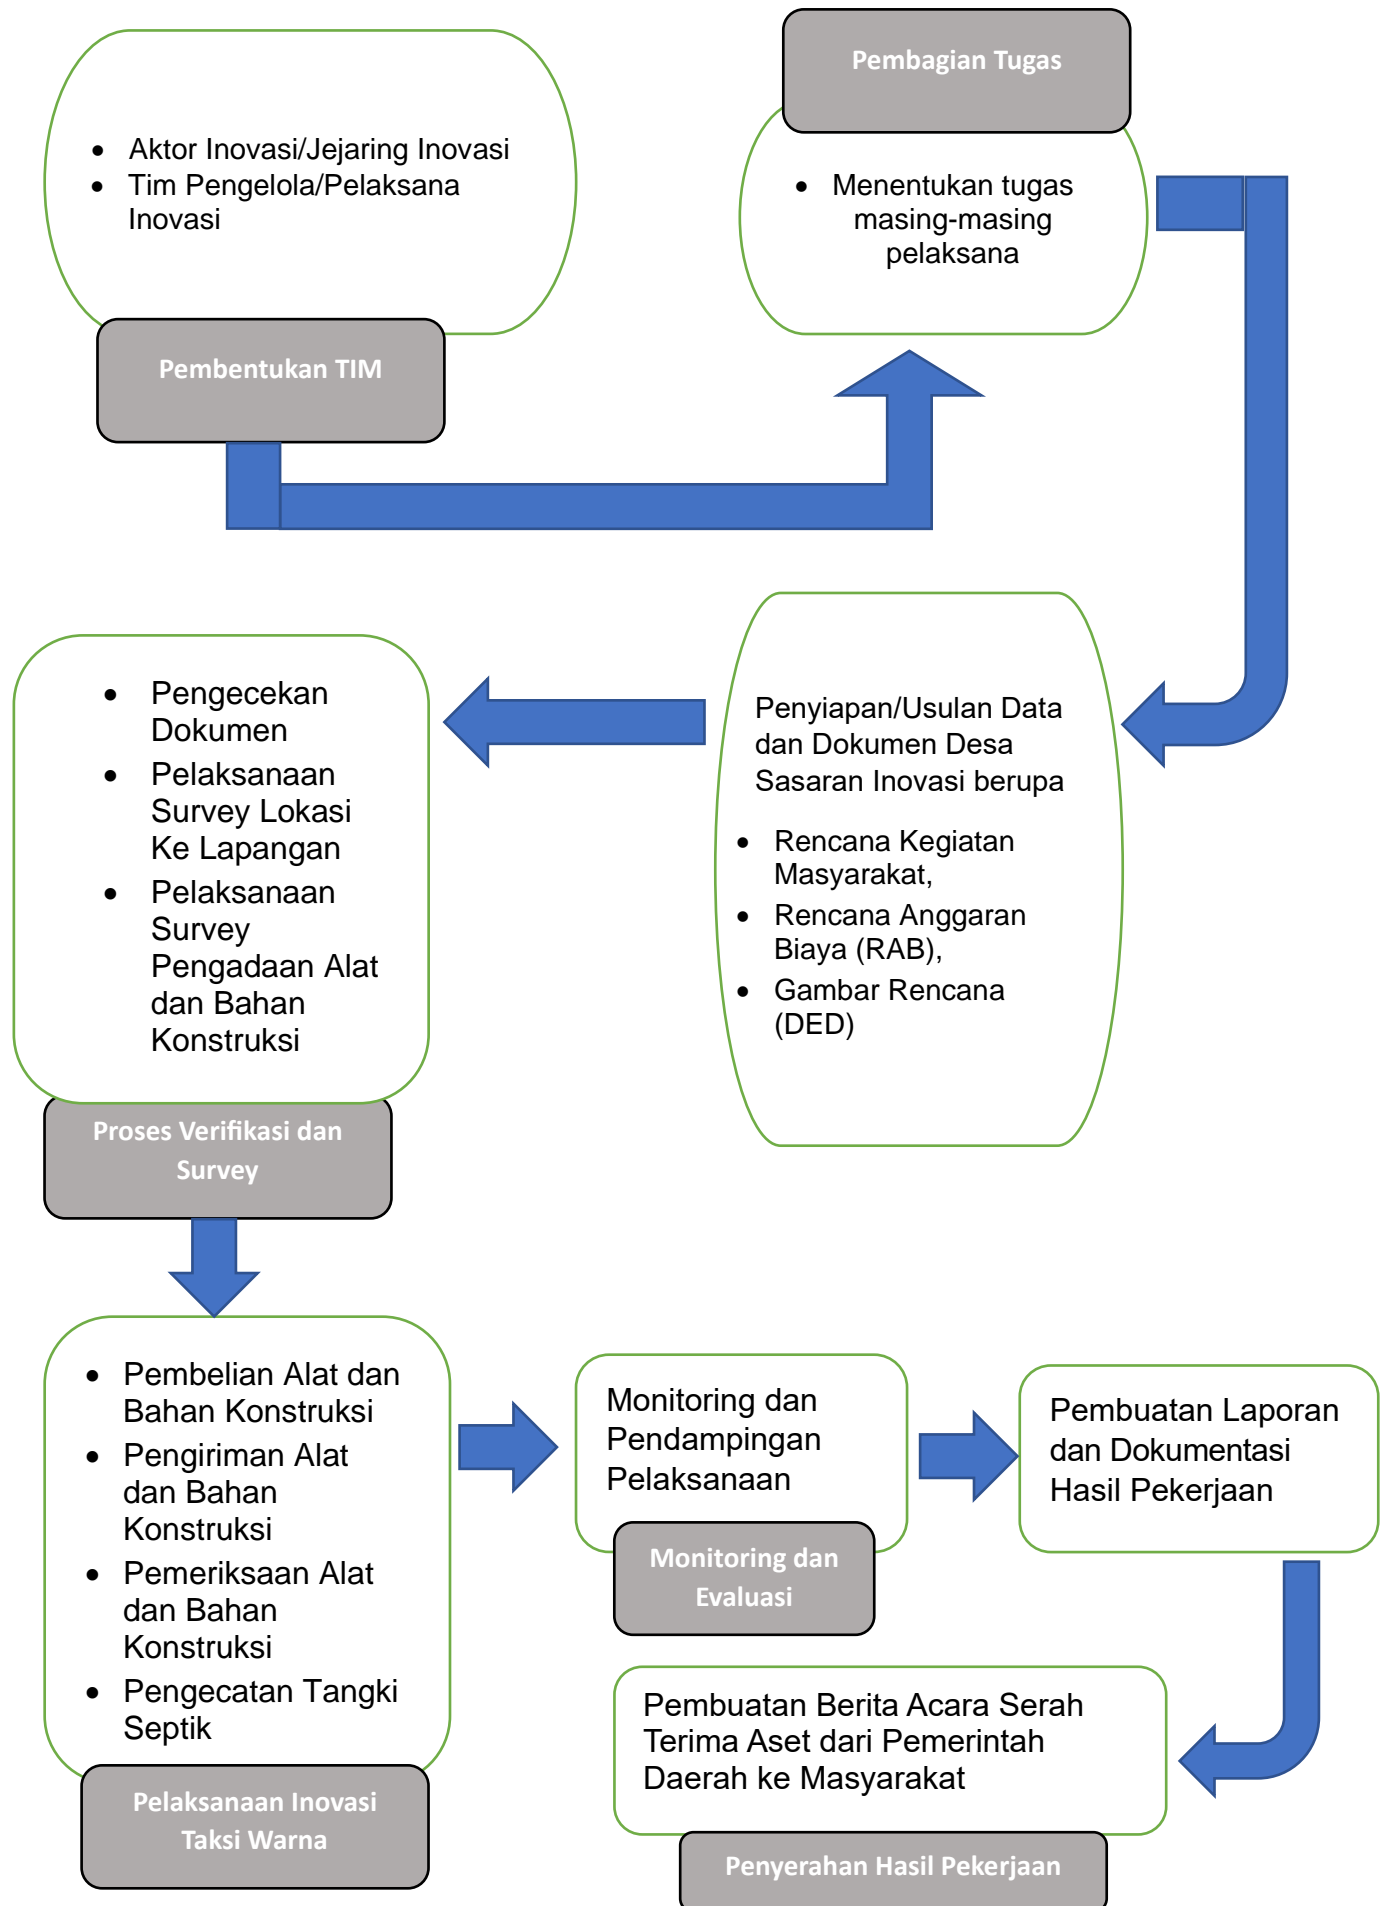 • Aktor Inovasi/Jejaring Inovasi
• Tim Pengelola/Pelaksana
Inovasi
Pembentukan TIM
Pembagian Tugas
• Menentukan tugas
masing-masing
pelaksana
Penyiapan/Usulan Data
dan Dokumen Desa
Sasaran Inovasi berupa
• Rencana Kegiatan
Masyarakat,
• Rencana Anggaran
Biaya (RAB),
• Gambar Rencana
(DED)
• Pengecekan
Dokumen
• Pelaksanaan
Survey Lokasi
Ke Lapangan
• Pelaksanaan
Survey
Pengadaan Alat
dan Bahan
Konstruksi
Proses Verifikasi dan
Survey
• Pembelian Alat dan
Bahan Konstruksi
• Pengiriman Alat
dan Bahan
Konstruksi
• Pemeriksaan Alat
dan Bahan
Konstruksi
• Pengecatan Tangki
Septik
Pelaksanaan Inovasi
Taksi Warna
Monitoring dan
Pendampingan
Pelaksanaan
Monitoring dan
Evaluasi
Pembuatan Laporan
dan Dokumentasi
Hasil Pekerjaan
Pembuatan Berita Acara Serah
Terima Aset dari Pemerintah
Daerah ke Masyarakat
Penyerahan Hasil Pekerjaan